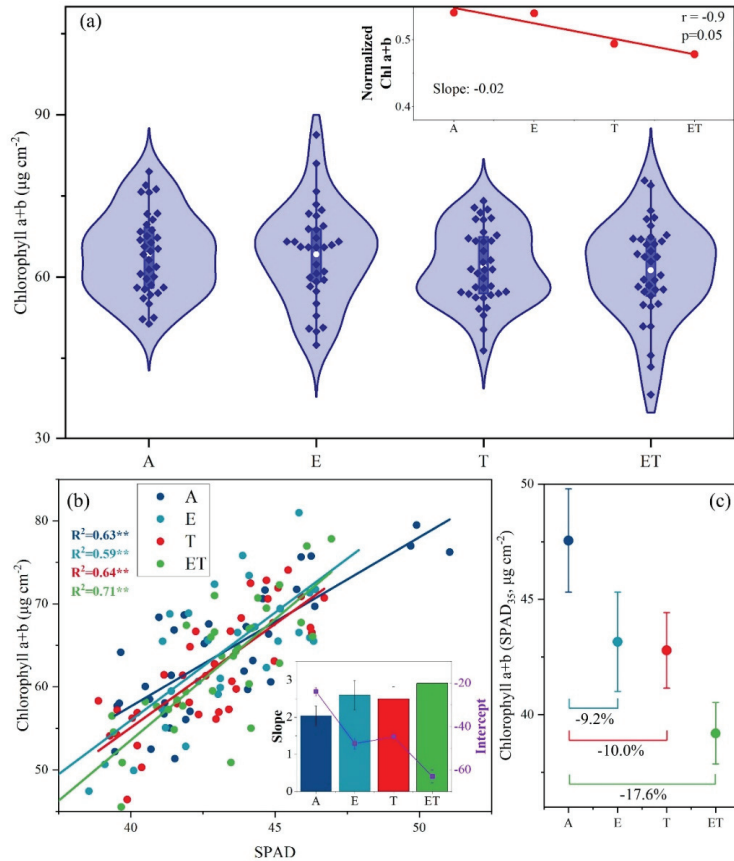 (a)
r = -0.9
p=0.05
Slope: -0.02
Normalized
Chl a+b
0.5
0.4
A E T ET
Chlorophyll a+b (µg cm-2)
90
60
30
A E T ET
(b)
A
E
T
ET
R2=0.63**
R2=0.59**
R2=0.64**
R2=0.71**
Chlorophyll a+b (µg cm-2)
80
70
60
50
40 45 50
SPAD
Slope
3
2
1
0
A E T ET
-20
-40
-60
Intercept
(c)
Chlorophyll a+b (SPAD35, µg cm-2)
50
45
40
-9.2%
-10.0%
-17.6%
A E T ET